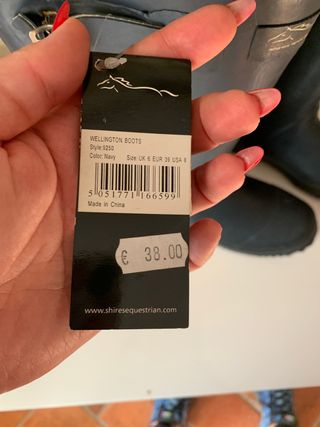 WELLINGTON BOOTS
Style:9250
Color: Navy Size: UK 6 EUR 39 USA 8
5 051771 166599
Made in China
€ 38.00
www.shiresequestrian.com